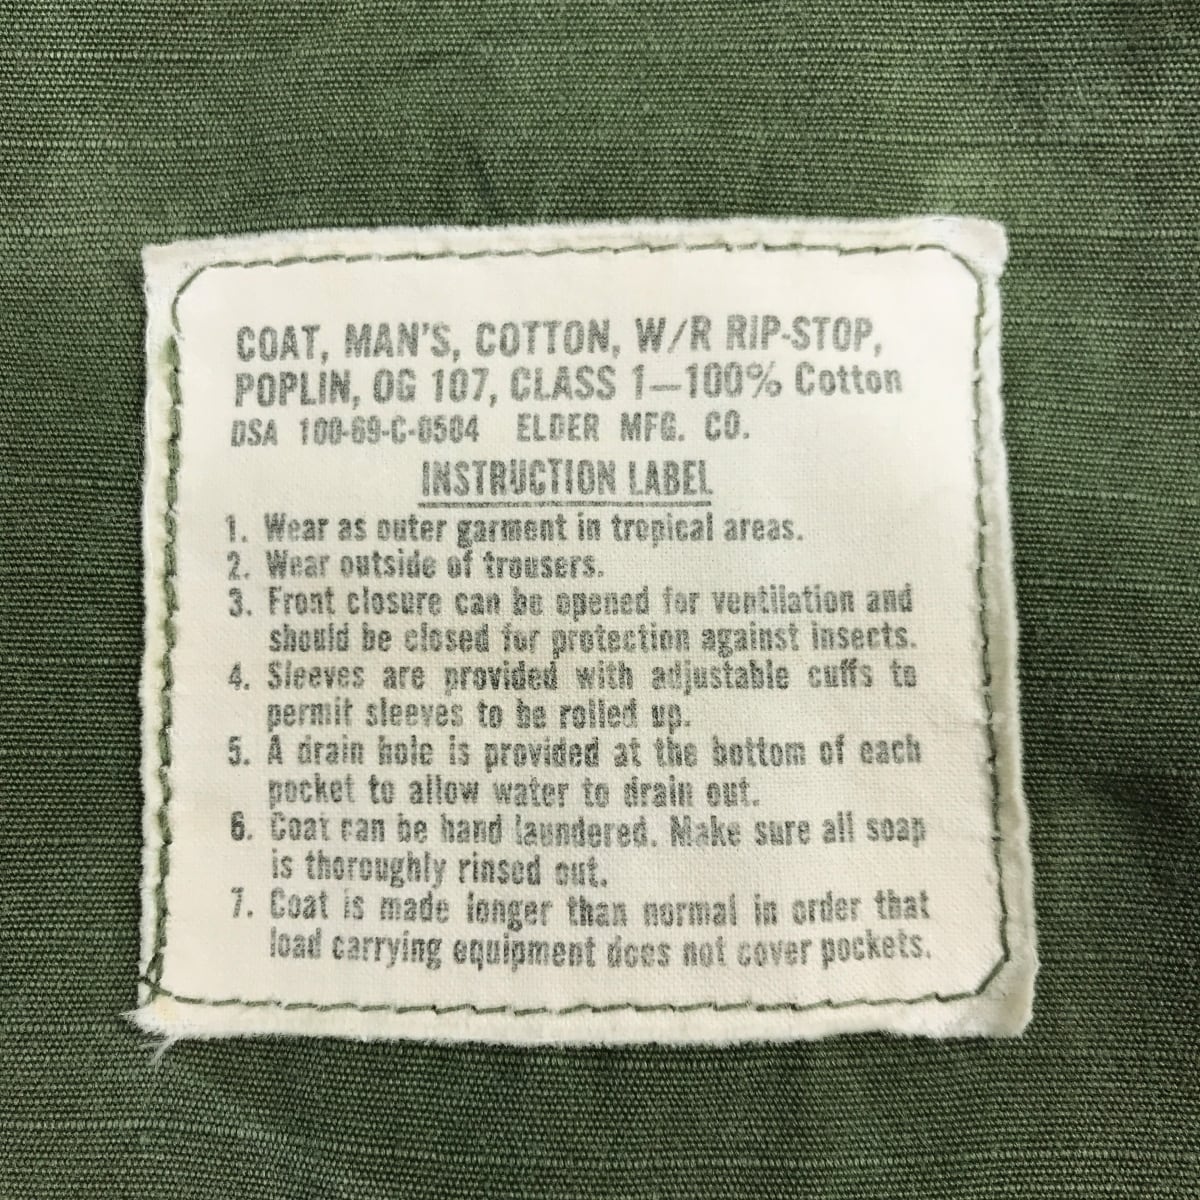 COAT, MAN'S, COTTON, W/R RIP-STOP,
POPLIN, OG 107, CLASS 1—100% Cotton
DSA 100-69-C-0504 ELDER MFG. CO.
INSTRUCTION LABEL
1. Wear as outer garment in tropical areas.
2. Wear outside of trousers.
3. Front closure can be opened for ventilation and
should be closed for protection against insects.
4. Sleeves are provided with adjustable cuffs to
permit sleeves to be rolled up.
5. A drain hole is provided at the bottom of each
pocket to allow water to drain out.
6. Coat can be hand laundered. Make sure all soap
is thoroughly rinsed out.
7. Coat is made longer than normal in order that
load carrying equipment does not cover pockets.